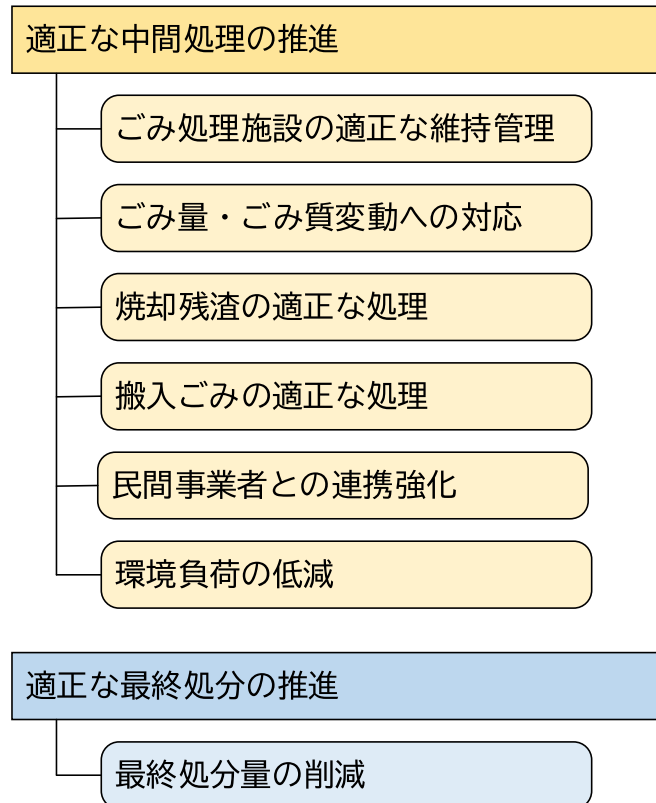 適正な中間処理の推進
ごみ処理施設の適正な維持管理
ごみ量・ごみ質変動への対応
焼却残渣の適正な処理
搬入ごみの適正な処理
民間事業者との連携強化
環境負荷の低減
適正な最終処分の推進
最終処分量の削減